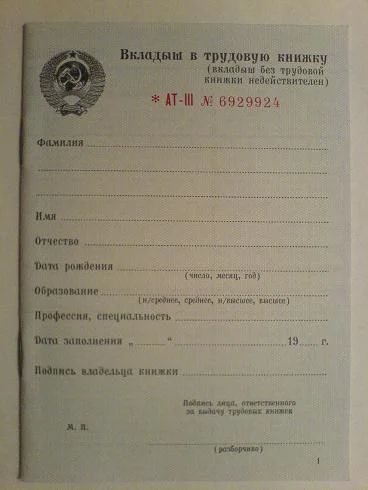 Вкладыш в трудовую книжку
(вкладыш без трудовой
книжки недействителен)
* АТ-III № 6929924
Фамилия
Имя
Отчество
Дата рождения
(число, месяц, год)
Образование
(н/среднее, среднее, н/высшее, высшее)
Профессия, специальность
Дата заполнения „ “ 19 г.
Подпись владельца книжки
Подпись лица, ответственного
за выдачу трудовых книжек
М. П.
(разборчиво)
1